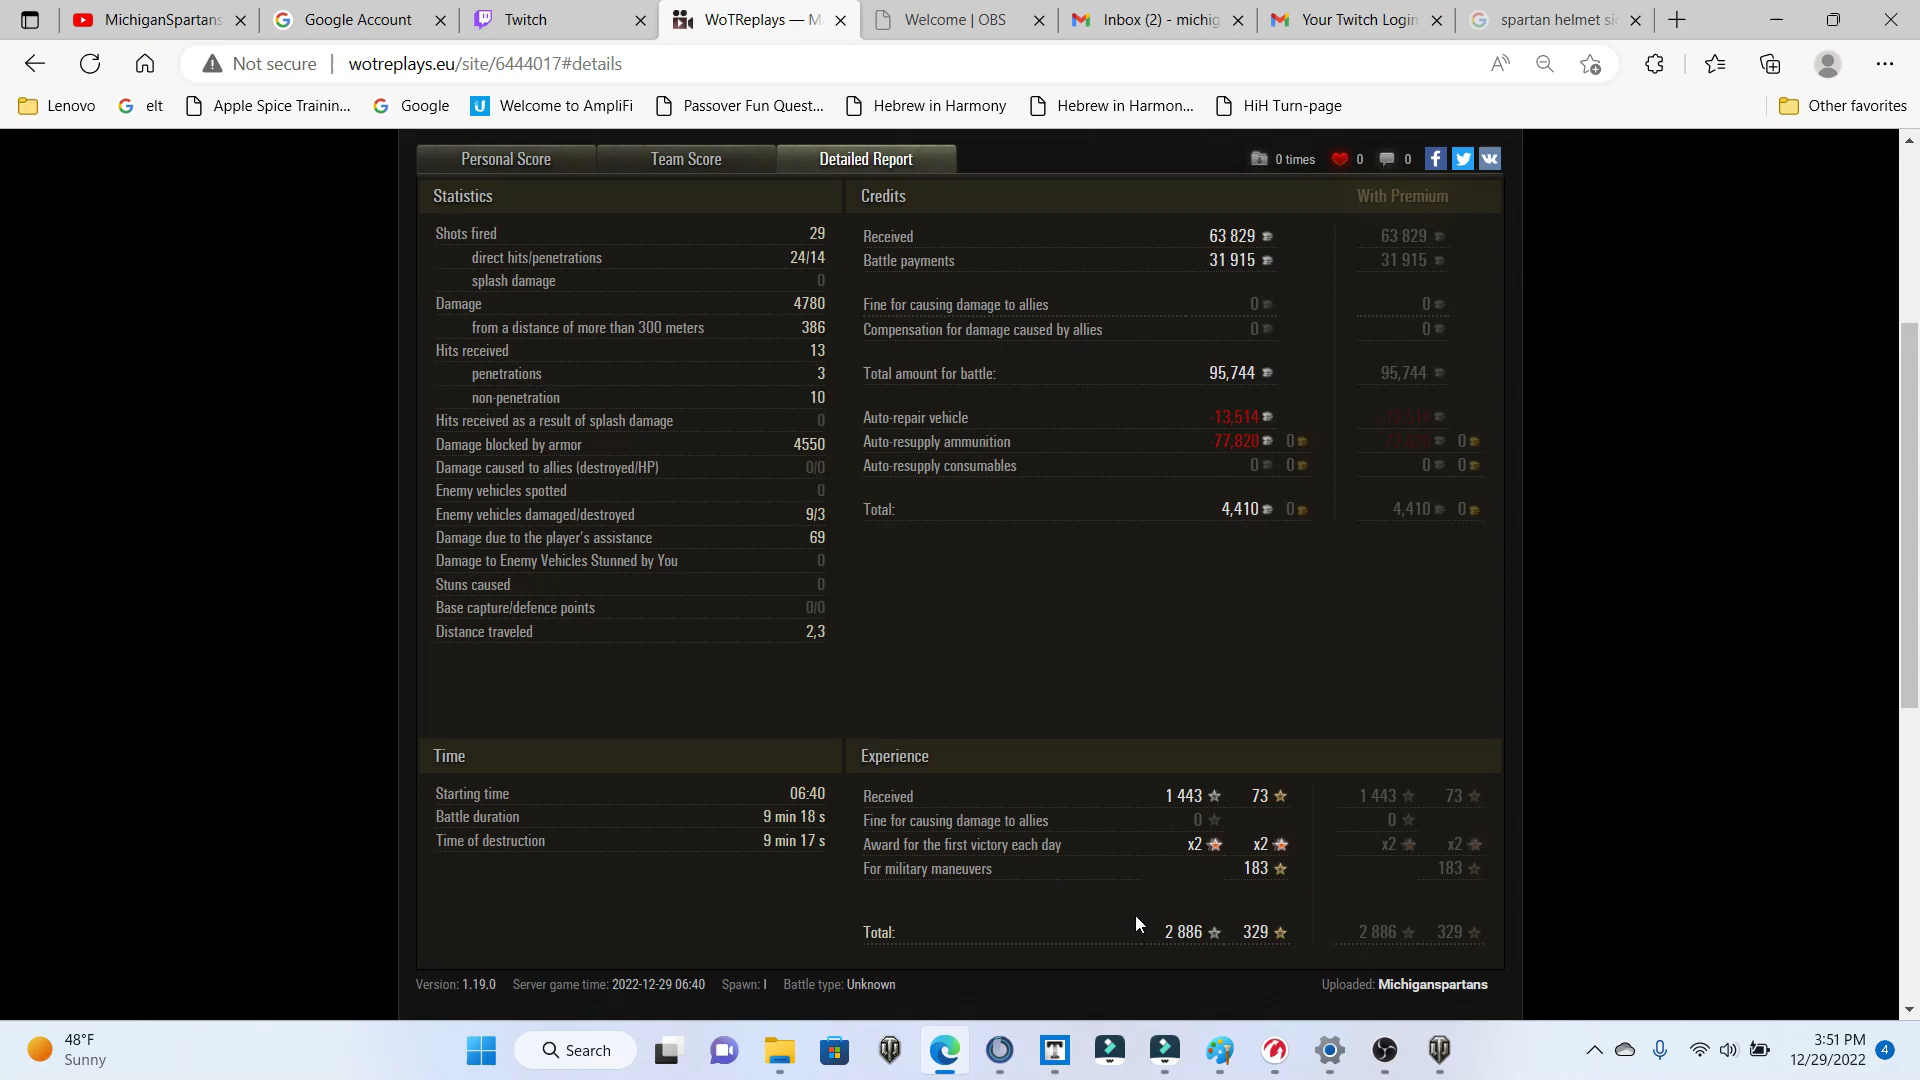 MichiganSpartans
Google Account
Twitch
WoTReplays — M
Welcome | OBS
Inbox (2) - michig
Your Twitch Login
spartan helmet si
Not secure
wotreplays.eu/site/6444017#details
Lenovo
elt
Apple Spice Trainin...
Google
Welcome to AmpliFi
Passover Fun Quest...
Hebrew in Harmony
Hebrew in Harmon...
HiH Turn-page
Other favorites
Personal Score
Team Score
Detailed Report
0 times
0
0
Statistics
Shots fired 29
direct hits/penetrations 24/14
splash damage 0
Damage 4780
from a distance of more than 300 meters 386
Hits received 13
penetrations 3
non-penetration 10
Hits received as a result of splash damage 0
Damage blocked by armor 4550
Damage caused to allies (destroyed/HP) 0/0
Enemy vehicles spotted 0
Enemy vehicles damaged/destroyed 9/3
Damage due to the player's assistance 69
Damage to Enemy Vehicles Stunned by You 0
Stuns caused 0
Base capture/defence points 0/0
Distance traveled 2,3
Credits With Premium
Received 63 829 63 829
Battle payments 31 915 31 915
Fine for causing damage to allies 0 0
Compensation for damage caused by allies 0 0
Total amount for battle: 95,744 95,744
Auto-repair vehicle -13,514 -13,514
Auto-resupply ammunition -77,820 0 -77,820 0
Auto-resupply consumables 0 0 0 0
Total: 4,410 0 4,410 0
Time
Starting time 06:40
Battle duration 9 min 18 s
Time of destruction 9 min 17 s
Experience
Received 1 443 73 1 443 73
Fine for causing damage to allies 0 0
Award for the first victory each day x2 x2 x2 x2
For military maneuvers 183 183
Total: 2 886 329 2 886 329
Version: 1.19.0 Server game time: 2022-12-29 06:40 Spawn: I Battle type: Unknown
Uploaded: Michiganspartans
48°F
Sunny
Search
3:51 PM
12/29/2022
4